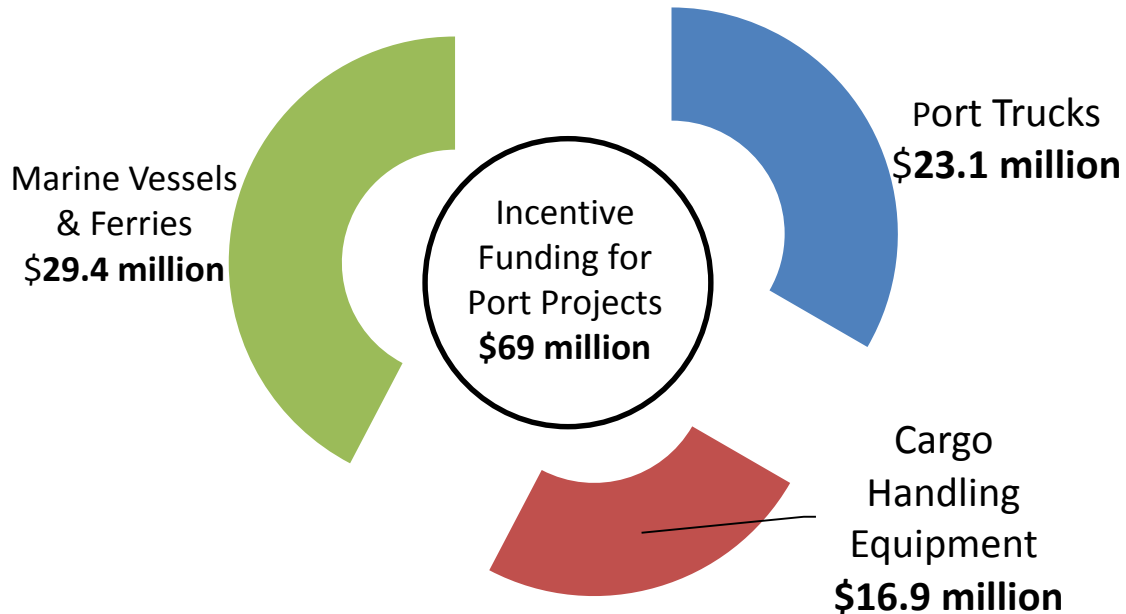 Port Trucks
$23.1 million
Marine Vessels
& Ferries
$29.4 million
Incentive
Funding for
Port Projects
$69 million
Cargo
Handling
Equipment
$16.9 million